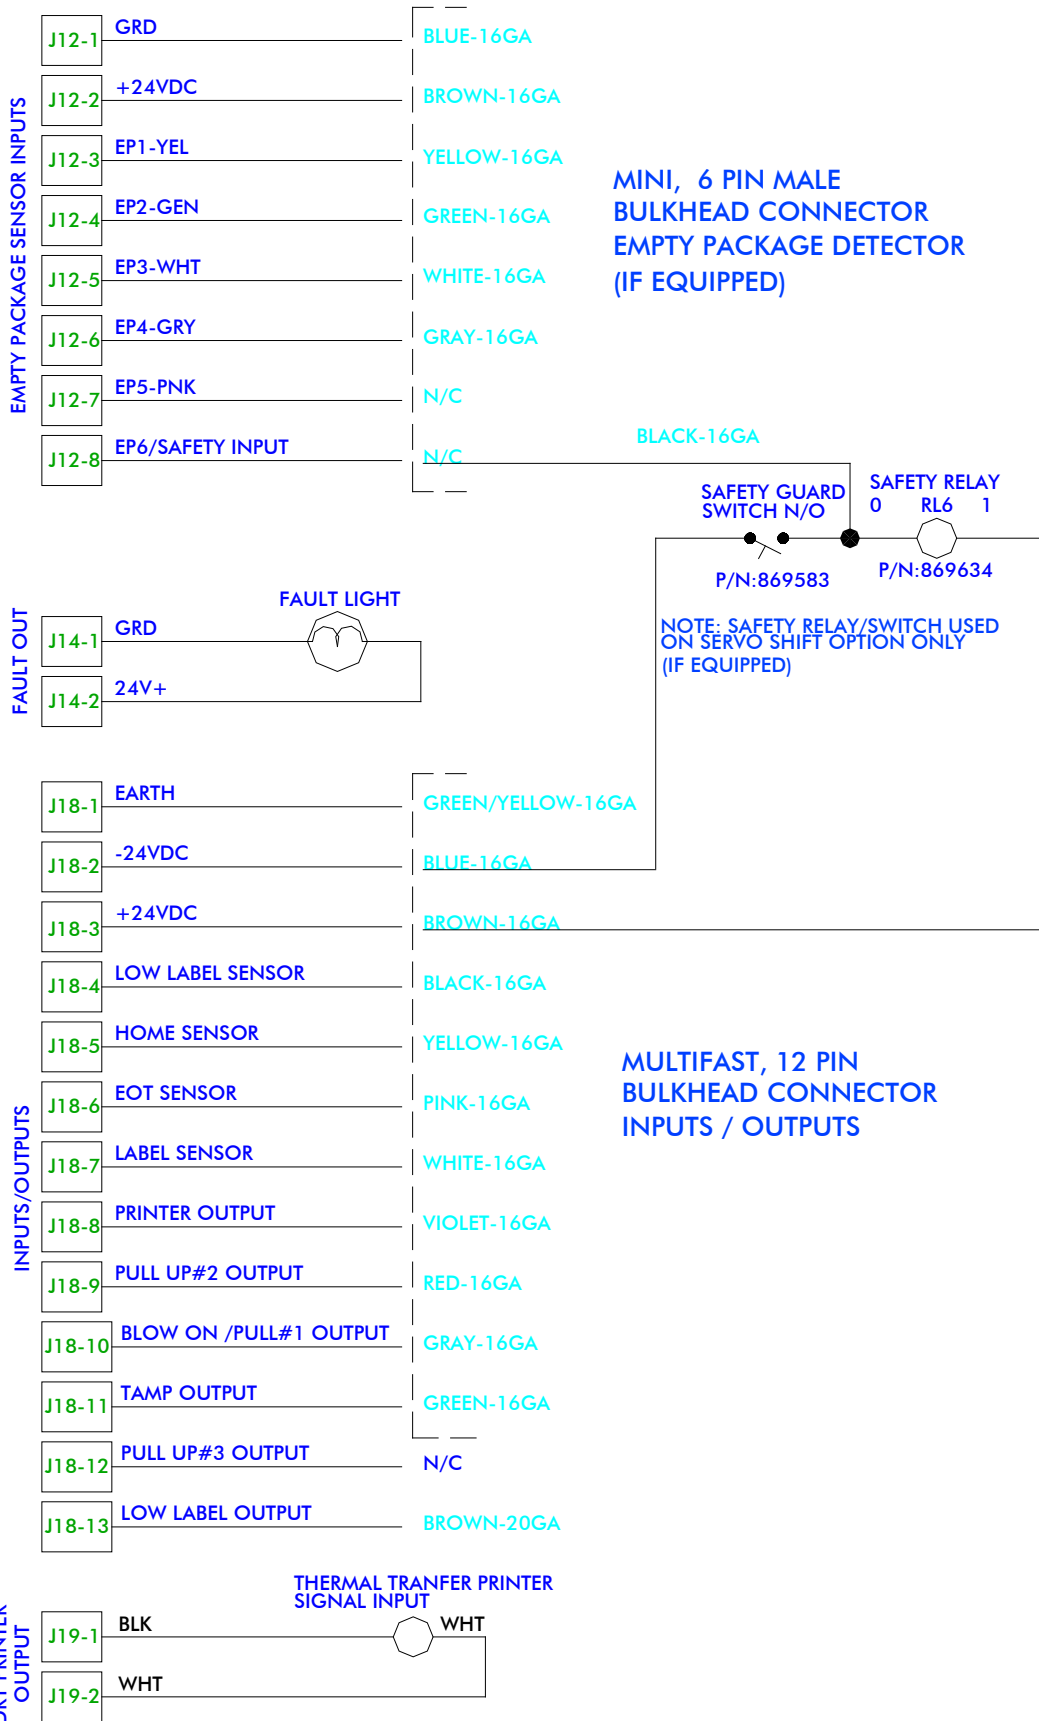 EMPTY PACKAGE SENSOR INPUTS
J12-1 GRD BLUE-16GA
J12-2 +24VDC BROWN-16GA
J12-3 EP1-YEL YELLOW-16GA
J12-4 EP2-GEN GREEN-16GA
J12-5 EP3-WHT WHITE-16GA
J12-6 EP4-GRY GRAY-16GA
J12-7 EP5-PNK N/C
J12-8 EP6/SAFETY INPUT N/C
MINI, 6 PIN MALE
BULKHEAD CONNECTOR
EMPTY PACKAGE DETECTOR
(IF EQUIPPED)
BLACK-16GA
SAFETY GUARD
SWITCH N/O
P/N:869583
SAFETY RELAY
0 RL6 1
P/N:869634
NOTE: SAFETY RELAY/SWITCH USED
ON SERVO SHIFT OPTION ONLY
(IF EQUIPPED)
FAULT OUT
FAULT LIGHT
J14-1 GRD
J14-2 24V+
INPUTS/OUTPUTS
J18-1 EARTH GREEN/YELLOW-16GA
J18-2 -24VDC BLUE-16GA
J18-3 +24VDC BROWN-16GA
J18-4 LOW LABEL SENSOR BLACK-16GA
J18-5 HOME SENSOR YELLOW-16GA
J18-6 EOT SENSOR PINK-16GA
J18-7 LABEL SENSOR WHITE-16GA
J18-8 PRINTER OUTPUT VIOLET-16GA
J18-9 PULL UP#2 OUTPUT RED-16GA
J18-10 BLOW ON /PULL#1 OUTPUT GRAY-16GA
J18-11 TAMP OUTPUT GREEN-16GA
J18-12 PULL UP#3 OUTPUT N/C
J18-13 LOW LABEL OUTPUT BROWN-20GA
MULTIFAST, 12 PIN
BULKHEAD CONNECTOR
INPUTS / OUTPUTS
THERMAL TRANFER PRINTER
SIGNAL INPUT
PRINTER
OUTPUT
J19-1 BLK WHT
J19-2 WHT